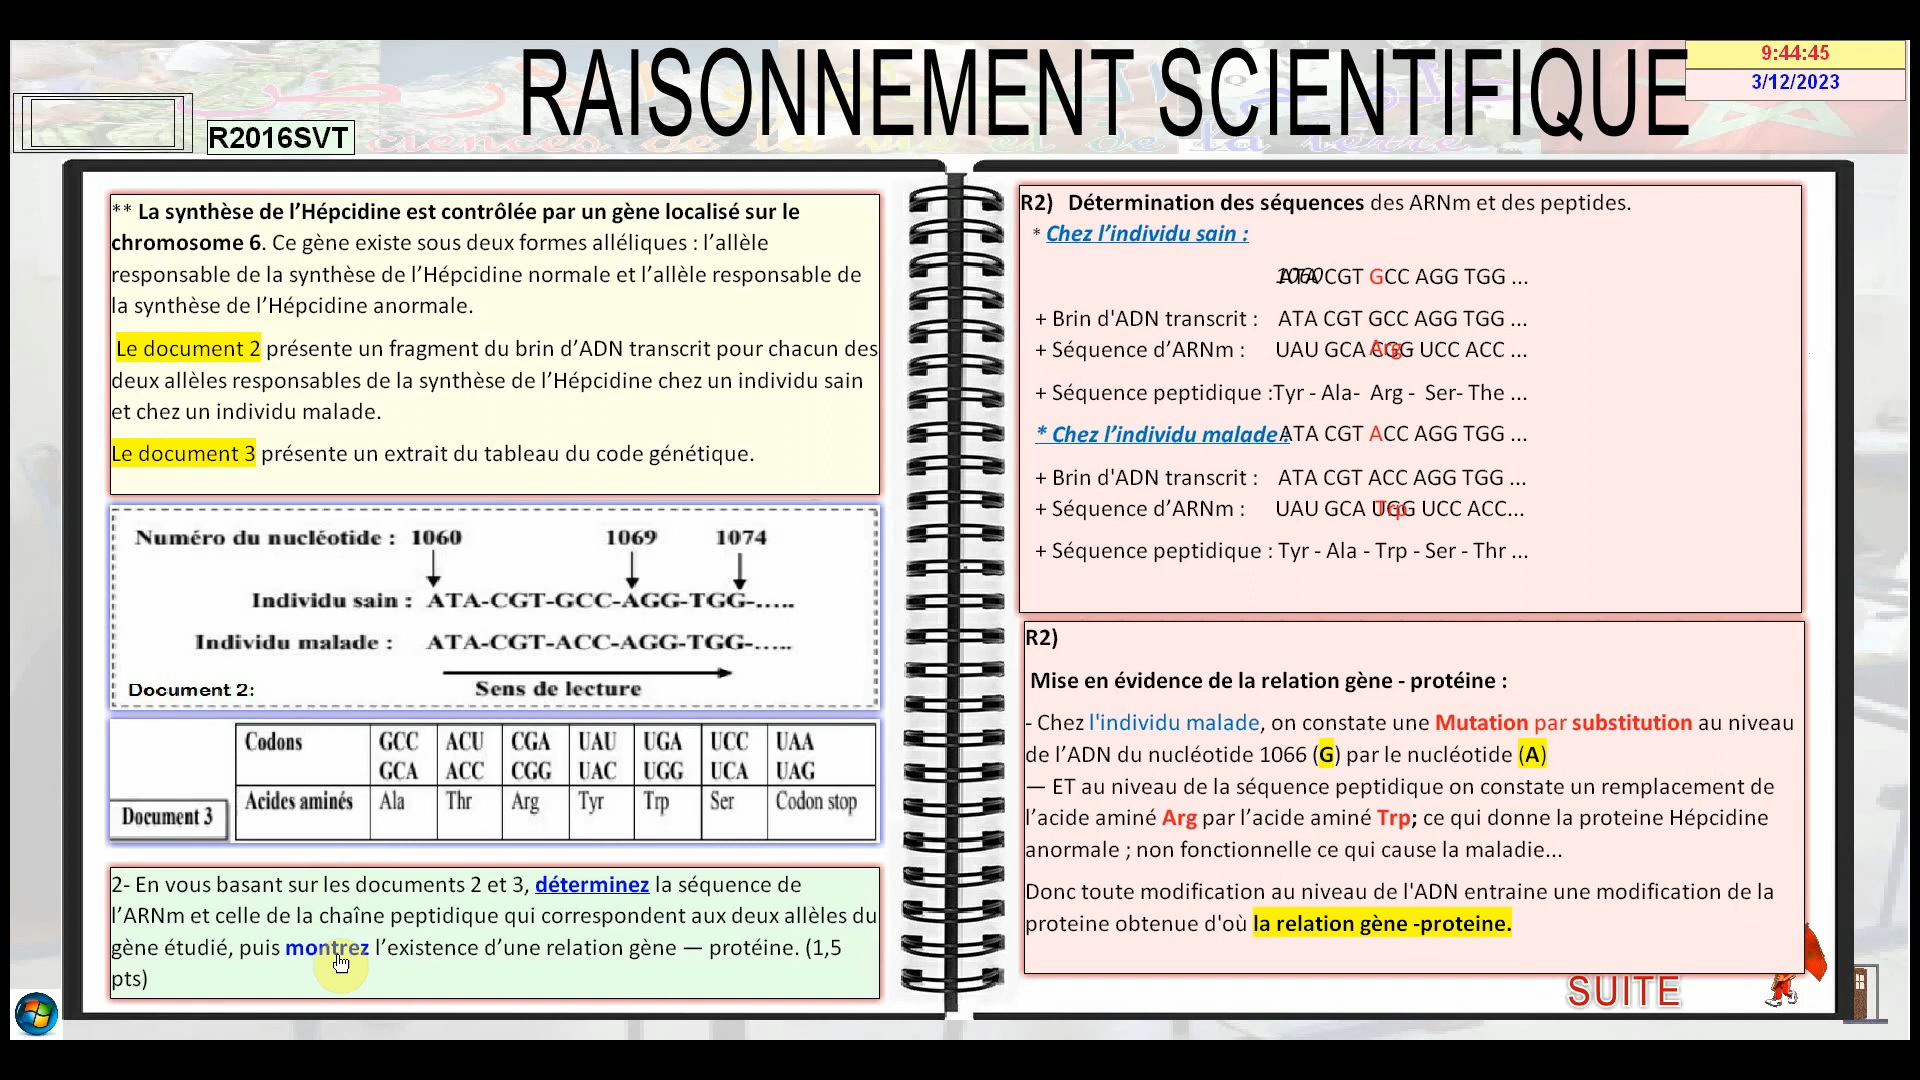 RAISONNEMENT SCIENTIFIQUE
9:44:45
3/12/2023
R2016SVT
** La synthèse de l’Hépcidine est contrôlée par un gène localisé sur le
chromosome 6. Ce gène existe sous deux formes alléliques : l’allèle
responsable de la synthèse de l’Hépcidine normale et l’allèle responsable de
la synthèse de l’Hépcidine anormale.
Le document 2 présente un fragment du brin d’ADN transcrit pour chacun des
deux allèles responsables de la synthèse de l’Hépcidine chez un individu sain
et chez un individu malade.
Le document 3 présente un extrait du tableau du code génétique.
Numéro du nucléotide : 1060 1069 1074
Individu sain : ATA-CGT-GCC-AGG-TGG-.....
Individu malade : ATA-CGT-ACC-AGG-TGG-.....
Sens de lecture
Document 2:
Codons GCC ACU CGA UAU UGA UCC UAA
GCA ACC CGG UAC UGG UCA UAG
Acides aminés Ala Thr Arg Tyr Trp Ser Codon stop
Document 3
2- En vous basant sur les documents 2 et 3, déterminez la séquence de
l’ARNm et celle de la chaîne peptidique qui correspondent aux deux allèles du
gène étudié, puis montrez l’existence d’une relation gène — protéine. (1,5
pts)
R2) Détermination des séquences des ARNm et des peptides.
* Chez l’individu sain :
1060
ATA CGT GCC AGG TGG ...
+ Brin d'ADN transcrit : ATA CGT GCC AGG TGG ...
+ Séquence d’ARNm : UAU GCA CGG UCC ACC ...
Arg
+ Séquence peptidique :Tyr - Ala- Arg - Ser- The ...
* Chez l’individu malade : ATA CGT ACC AGG TGG ...
+ Brin d'ADN transcrit : ATA CGT ACC AGG TGG ...
+ Séquence d’ARNm : UAU GCA UGG UCC ACC...
Trp
+ Séquence peptidique : Tyr - Ala - Trp - Ser - Thr ...
R2)
Mise en évidence de la relation gène - protéine :
- Chez l'individu malade, on constate une Mutation par substitution au niveau
de l’ADN du nucléotide 1066 (G) par le nucléotide (A)
— ET au niveau de la séquence peptidique on constate un remplacement de
l’acide aminé Arg par l’acide aminé Trp; ce qui donne la proteine Hépcidine
anormale ; non fonctionnelle ce qui cause la maladie...
Donc toute modification au niveau de l'ADN entraine une modification de la
proteine obtenue d'où la relation gène -proteine.
SUITE